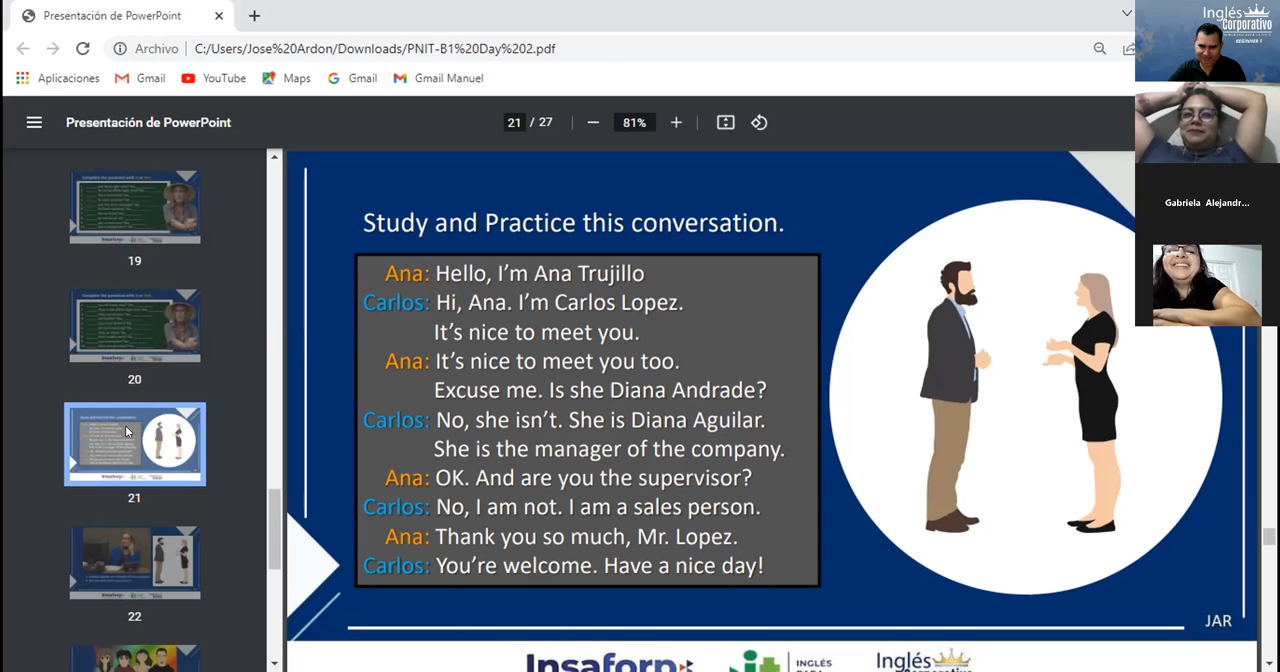 Presentación de PowerPoint
Archivo
C:/Users/Jose%20Ardon/Downloads/PNIT-B1%20Day%202.pdf
Aplicaciones
Gmail
YouTube
Maps
Gmail
Gmail Manuel
Presentación de PowerPoint
21 / 27
81%
19
20
21
22
Study and Practice this conversation.
Ana: Hello, I'm Ana Trujillo
Carlos: Hi, Ana. I'm Carlos Lopez.
It's nice to meet you.
Ana: It's nice to meet you too.
Excuse me. Is she Diana Andrade?
Carlos: No, she isn't. She is Diana Aguilar.
She is the manager of the company.
Ana: OK. And are you the supervisor?
Carlos: No, I am not. I am a sales person.
Ana: Thank you so much, Mr. Lopez.
Carlos: You're welcome. Have a nice day!
JAR
Insaforp
INGLÉS
Inglés
Corporativo
Inglés
Corporativo
BEGINNER 1
Gabriela Alejandr...